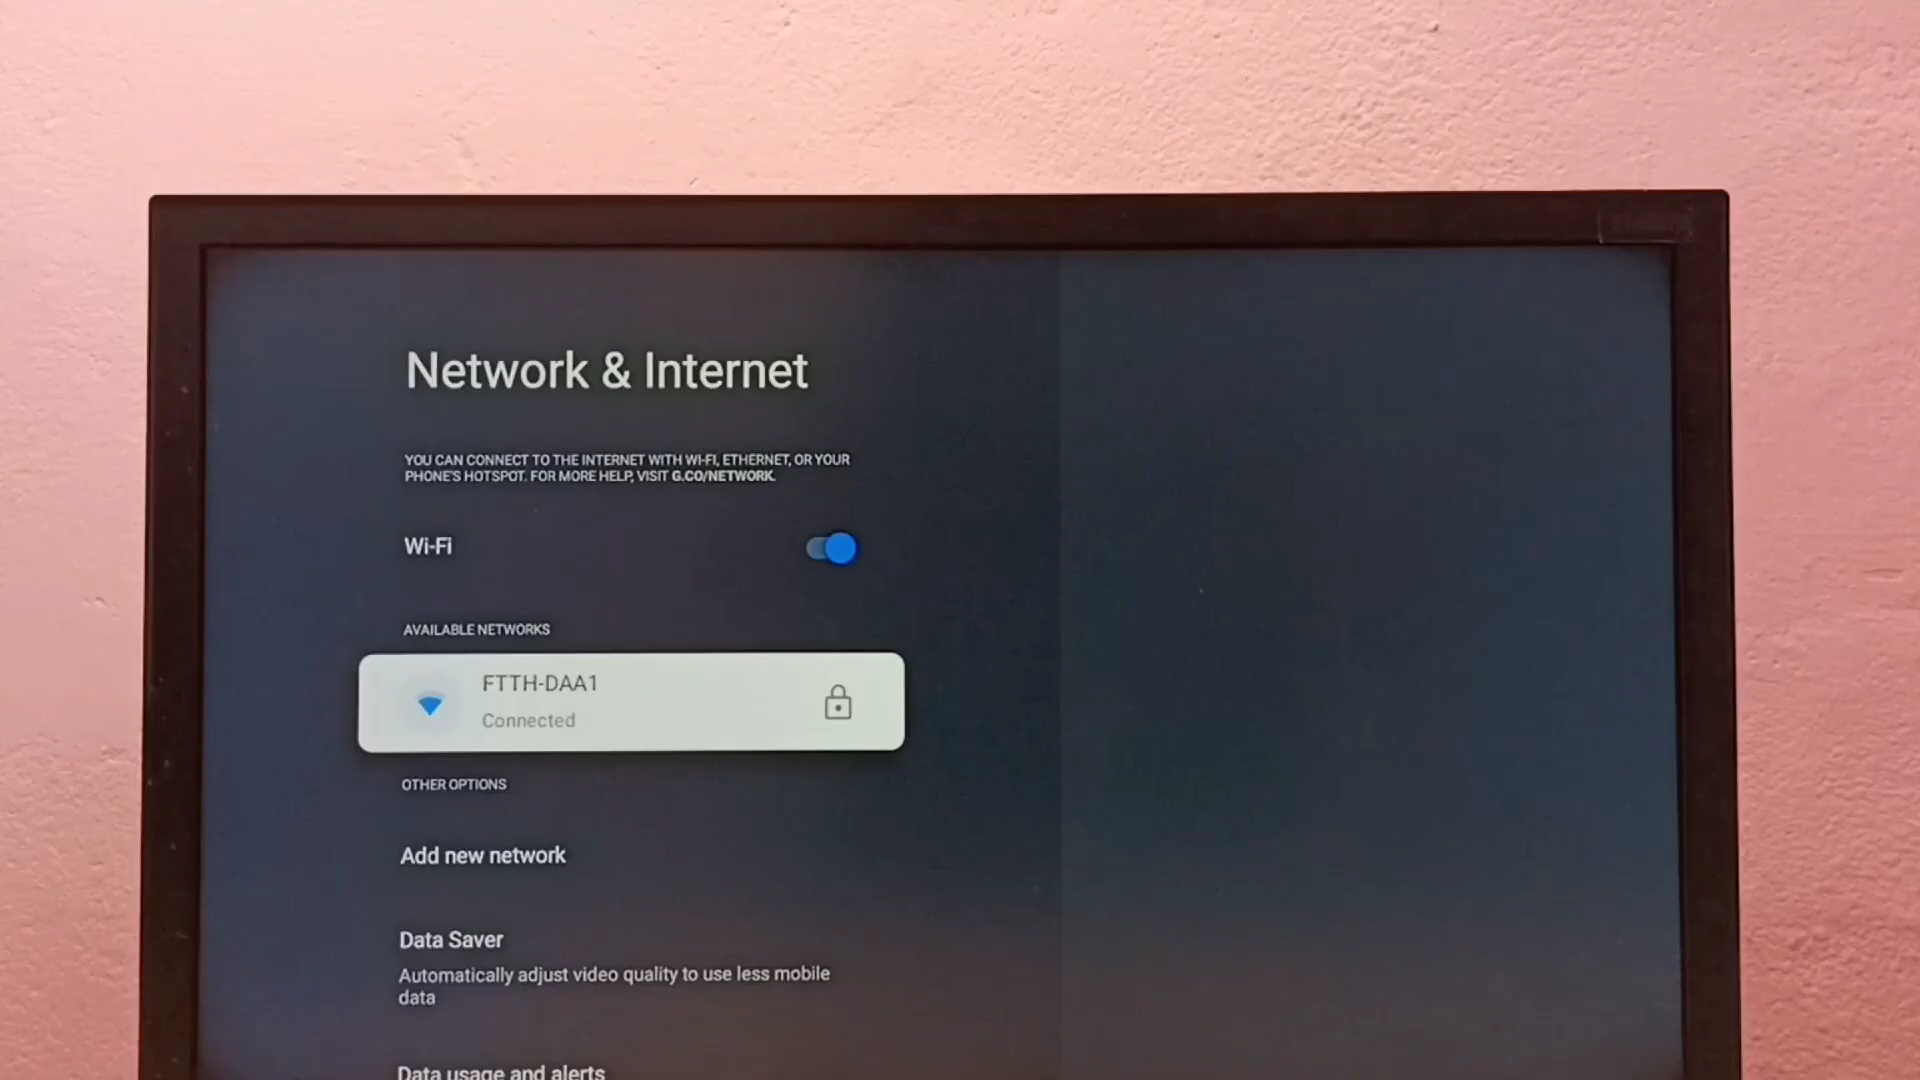 Network & Internet
YOU CAN CONNECT TO THE INTERNET WITH WI-FI, ETHERNET, OR YOUR
PHONE'S HOTSPOT. FOR MORE HELP, VISIT G.CO/NETWORK.
Wi-Fi
AVAILABLE NETWORKS
FTTH-DAA1
Connected
OTHER OPTIONS
Add new network
Data Saver
Automatically adjust video quality to use less mobile
data
Data usage and alerts